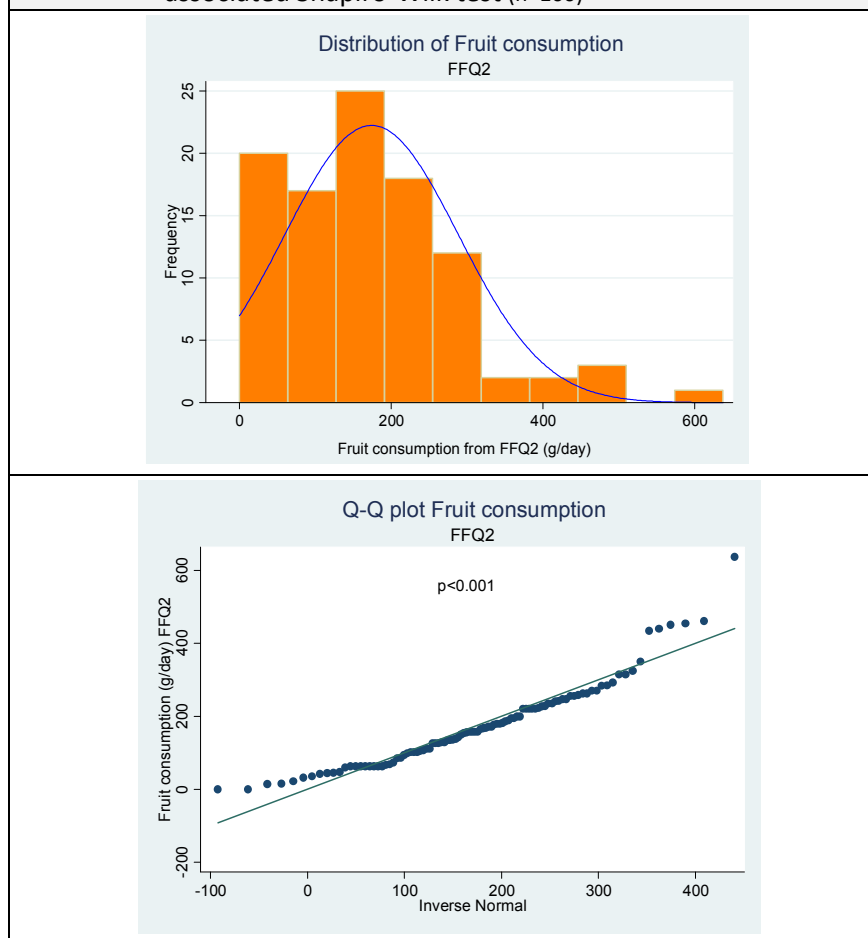 Distribution of Fruit consumption
FFQ2
Frequency
25
20
15
10
5
0
0 200 400 600
Fruit consumption from FFQ2 (g/day)
Q-Q plot Fruit consumption
FFQ2
p<0.001
Fruit consumption (g/day) FFQ2
600
400
200
0
-200
-100 0 100 200 300 400
Inverse Normal